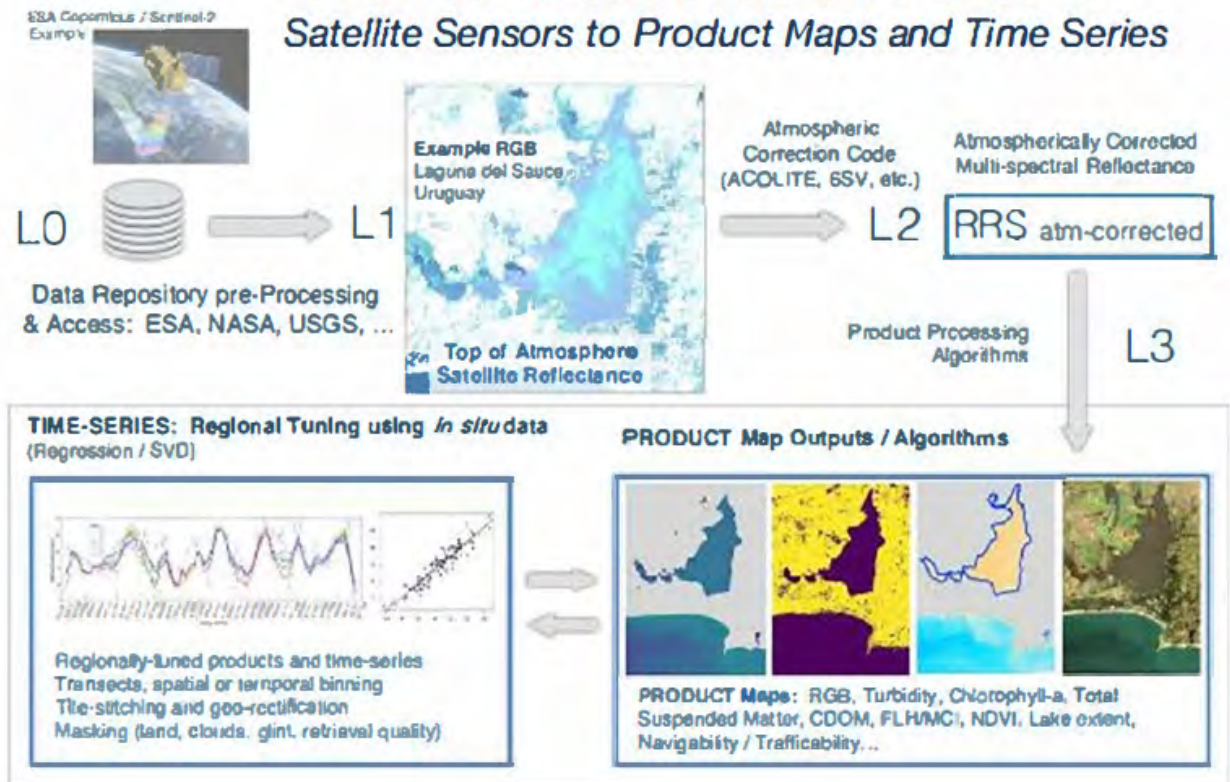 ESA Copernicus / Sentinel-2
Example
Satellite Sensors to Product Maps and Time Series
Example RGB
Laguna del Sauce
Uruguay
Atmospheric
Correction Code
(ACOLITE, 6SV, etc.)
Atmospherically Corrected
Multi-spectral Reflectance
L0
L1
L2
RRS atm-corrected
Data Repository pre-Processing
& Access: ESA, NASA, USGS, ...
Top of Atmosphere
Satellite Reflectance
Product Processing
Algorithms
L3
TIME-SERIES: Regional Tuning using in situ data
(Regression / SVD)
PRODUCT Map Outputs / Algorithms
Regionally-tuned products and time-series
Transects, spatial or temporal binning
Tile-stitching and geo-rectification
Masking (land, clouds, glint, retrieval quality)
PRODUCT Maps: RGB, Turbidity, Chlorophyll-a, Total
Suspended Matter, CDOM, FLH/MCI, NDVI, Lake extent,
Navigability / Trafficability...